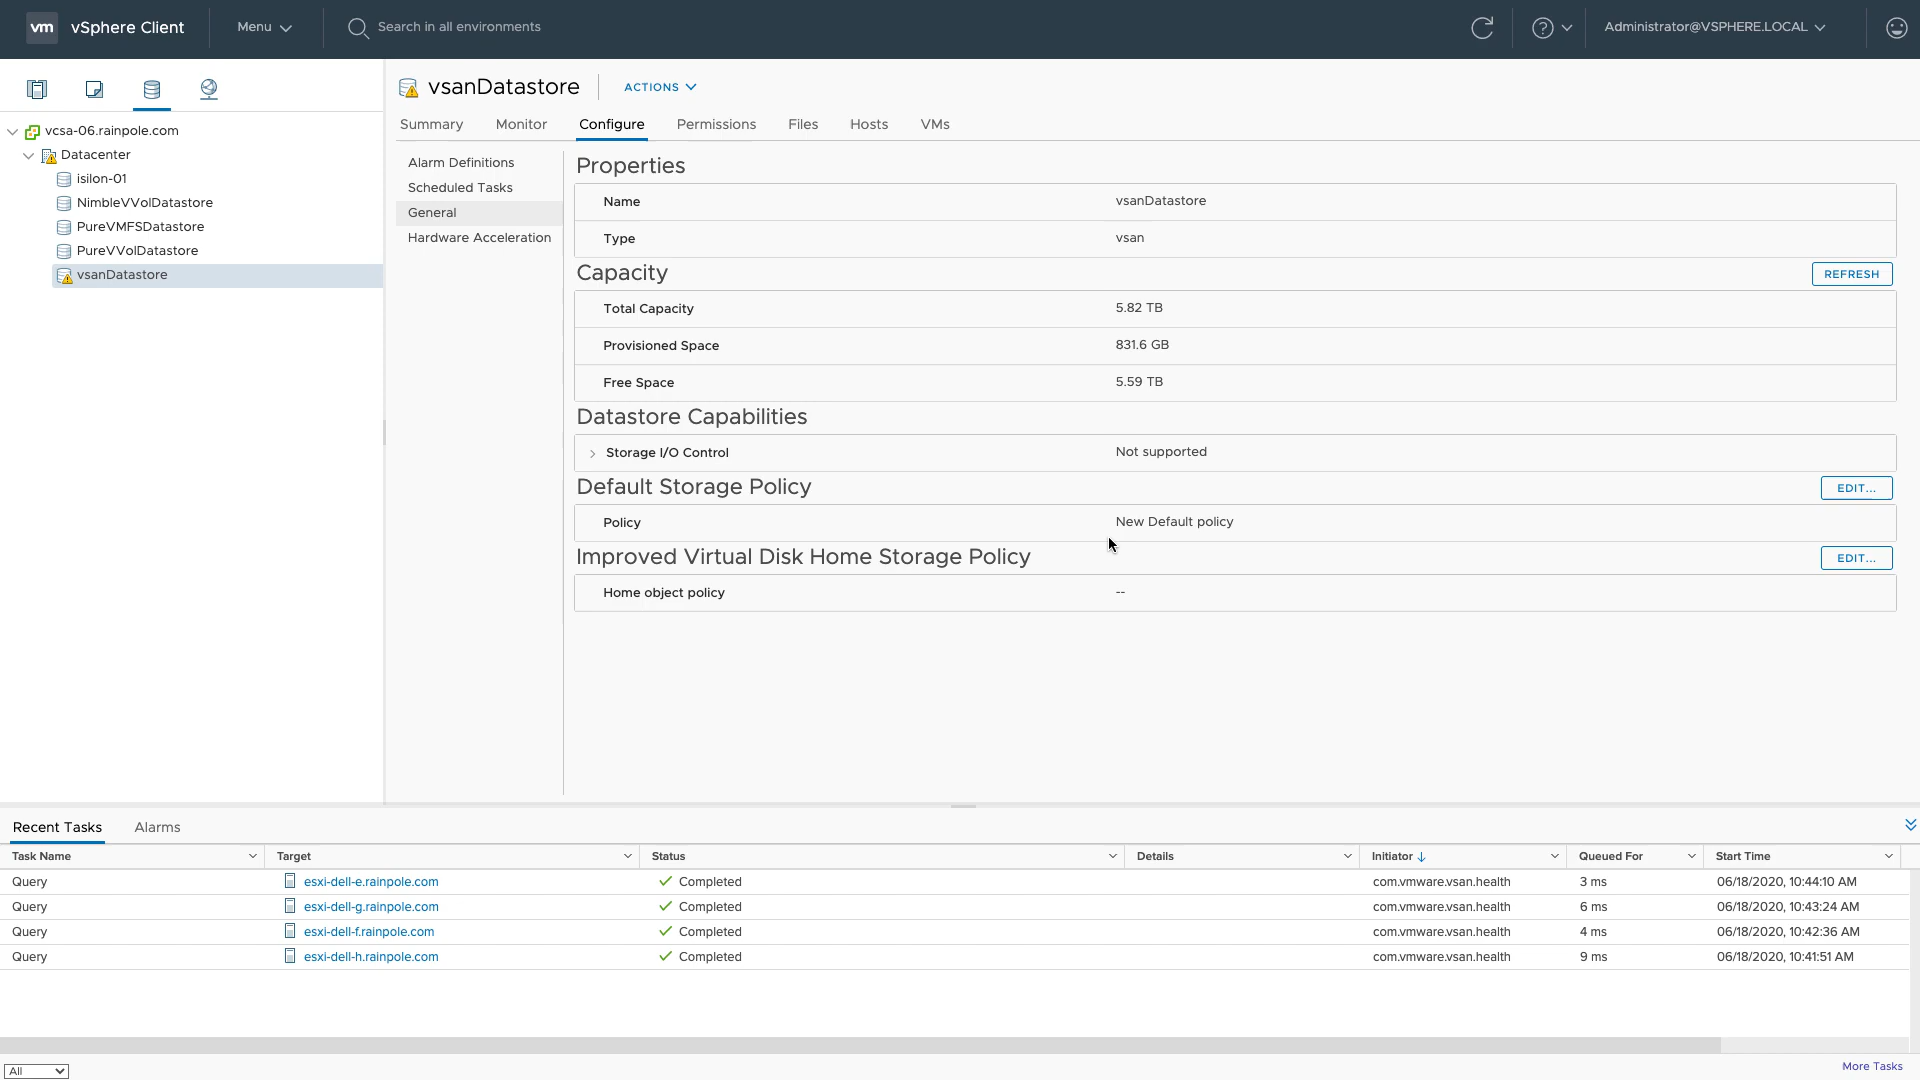 vm vSphere Client Menu Search in all environments Administrator@VSPHERE.LOCAL
vcsa-06.rainpole.com
Datacenter
isilon-01
NimbleVVolDatastore
PureVMFSDatastore
PureVVolDatastore
vsanDatastore
vsanDatastore ACTIONS
Summary Monitor Configure Permissions Files Hosts VMs
Alarm Definitions
Scheduled Tasks
General
Hardware Acceleration
Properties
Name vsanDatastore
Type vsan
Capacity REFRESH
Total Capacity 5.82 TB
Provisioned Space 831.6 GB
Free Space 5.59 TB
Datastore Capabilities
Storage I/O Control Not supported
Default Storage Policy EDIT...
Policy New Default policy
Improved Virtual Disk Home Storage Policy EDIT...
Home object policy --
Recent Tasks Alarms
Task Name Target Status Details Initiator Queued For Start Time
Query esxi-dell-e.rainpole.com Completed com.vmware.vsan.health 3 ms 06/18/2020, 10:44:10 AM
Query esxi-dell-g.rainpole.com Completed com.vmware.vsan.health 6 ms 06/18/2020, 10:43:24 AM
Query esxi-dell-f.rainpole.com Completed com.vmware.vsan.health 4 ms 06/18/2020, 10:42:36 AM
Query esxi-dell-h.rainpole.com Completed com.vmware.vsan.health 9 ms 06/18/2020, 10:41:51 AM
All More Tasks